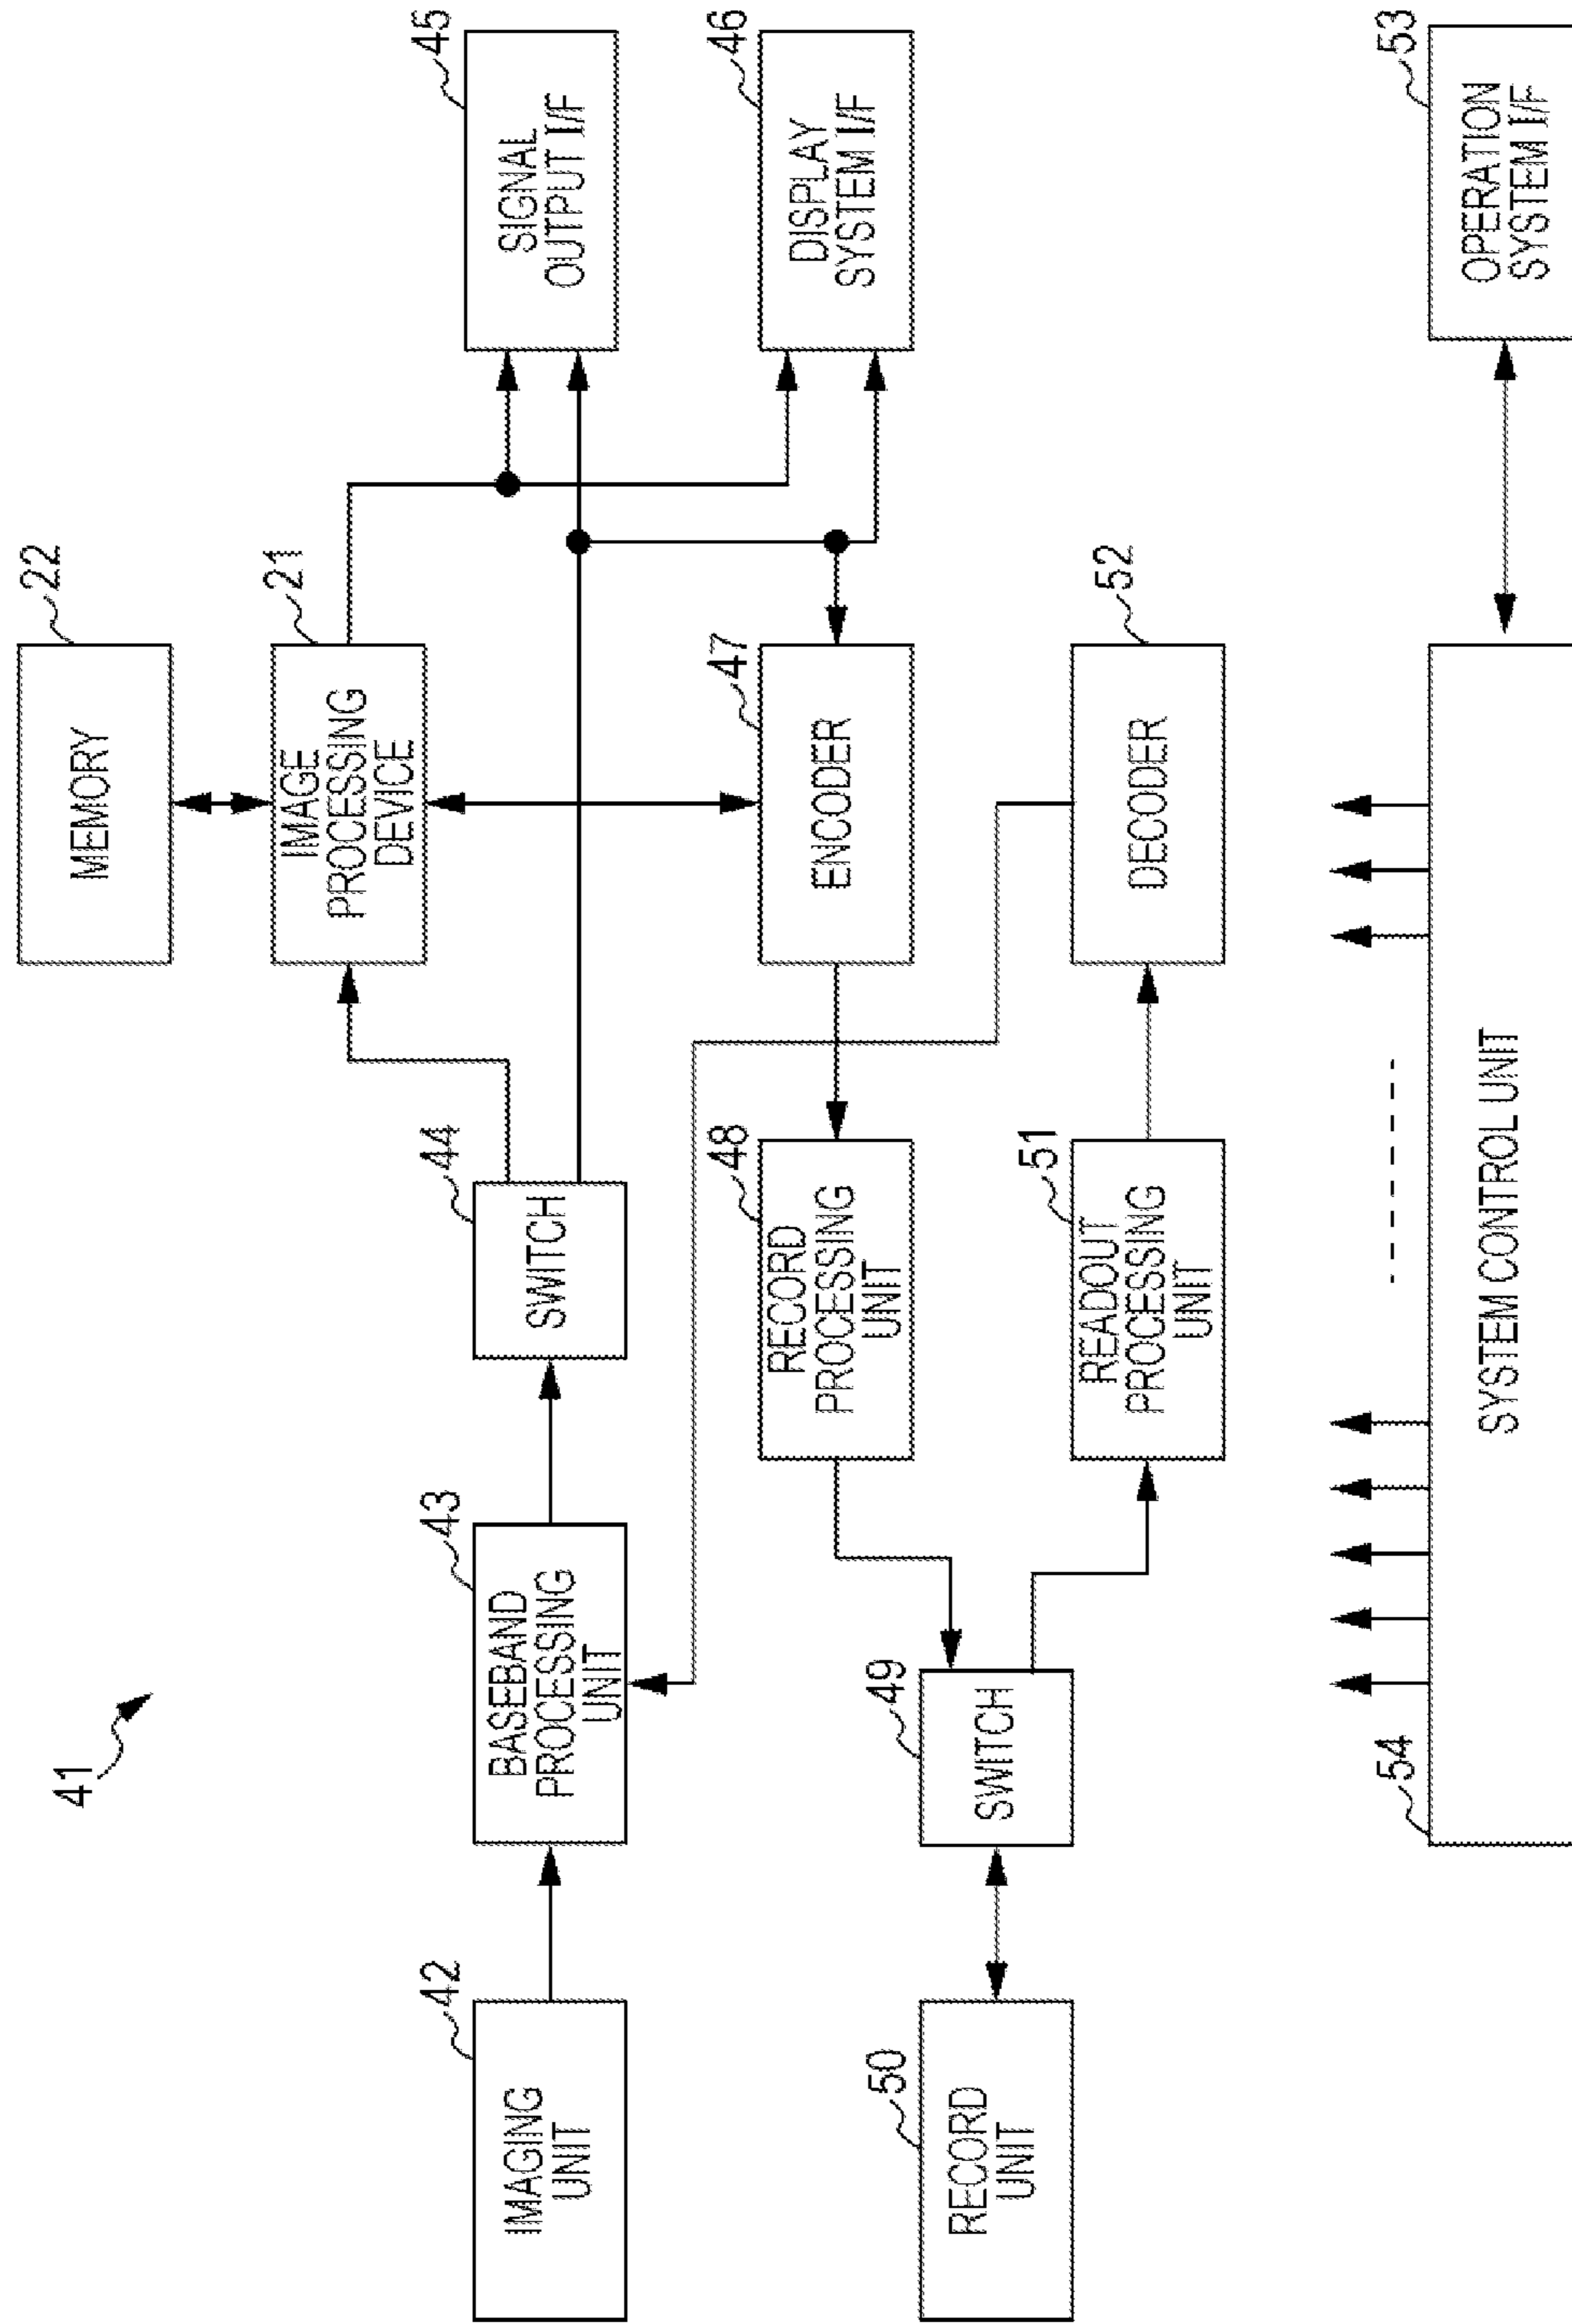 41
MEMORY
22
IMAGE
PROCESSING
DEVICE
21
IMAGING
UNIT
42
BASEBAND
PROCESSING
UNIT
43
SWITCH
44
SIGNAL
OUTPUT I/F
45
DISPLAY
SYSTEM I/F
46
ENCODER
47
RECORD
PROCESSING
UNIT
48
SWITCH
49
RECORD
UNIT
50
READOUT
PROCESSING
UNIT
51
DECODER
52
OPERATION
SYSTEM I/F
53
SYSTEM CONTROL UNIT
54